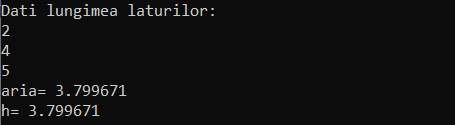 Dati lungimea laturilor:
2
4
5
aria= 3.799671
h= 3.799671